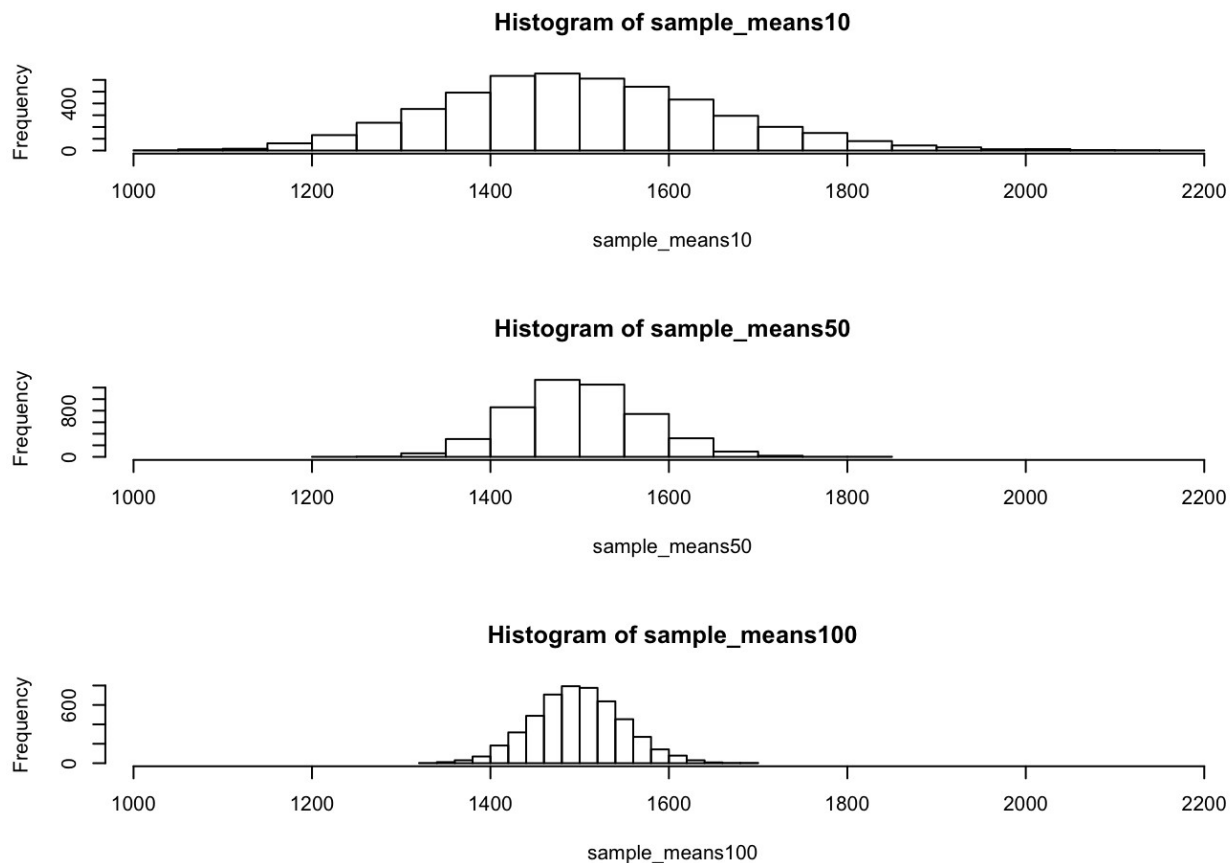 Histogram of sample_means10
Frequency
0 400
1000 1200 1400 1600 1800 2000 2200
sample_means10
Histogram of sample_means50
Frequency
0 800
1000 1200 1400 1600 1800 2000 2200
sample_means50
Histogram of sample_means100
Frequency
0 600
1000 1200 1400 1600 1800 2000 2200
sample_means100